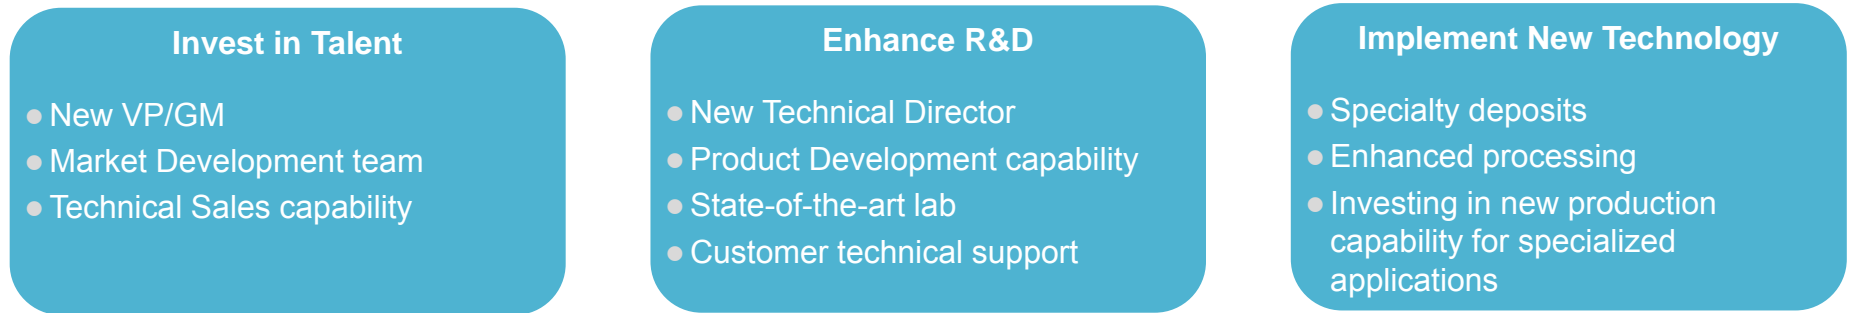 Invest in Talent
● New VP/GM
● Market Development team
● Technical Sales capability
Enhance R&D
● New Technical Director
● Product Development capability
● State-of-the-art lab
● Customer technical support
Implement New Technology
● Specialty deposits
● Enhanced processing
● Investing in new production
capability for specialized
applications